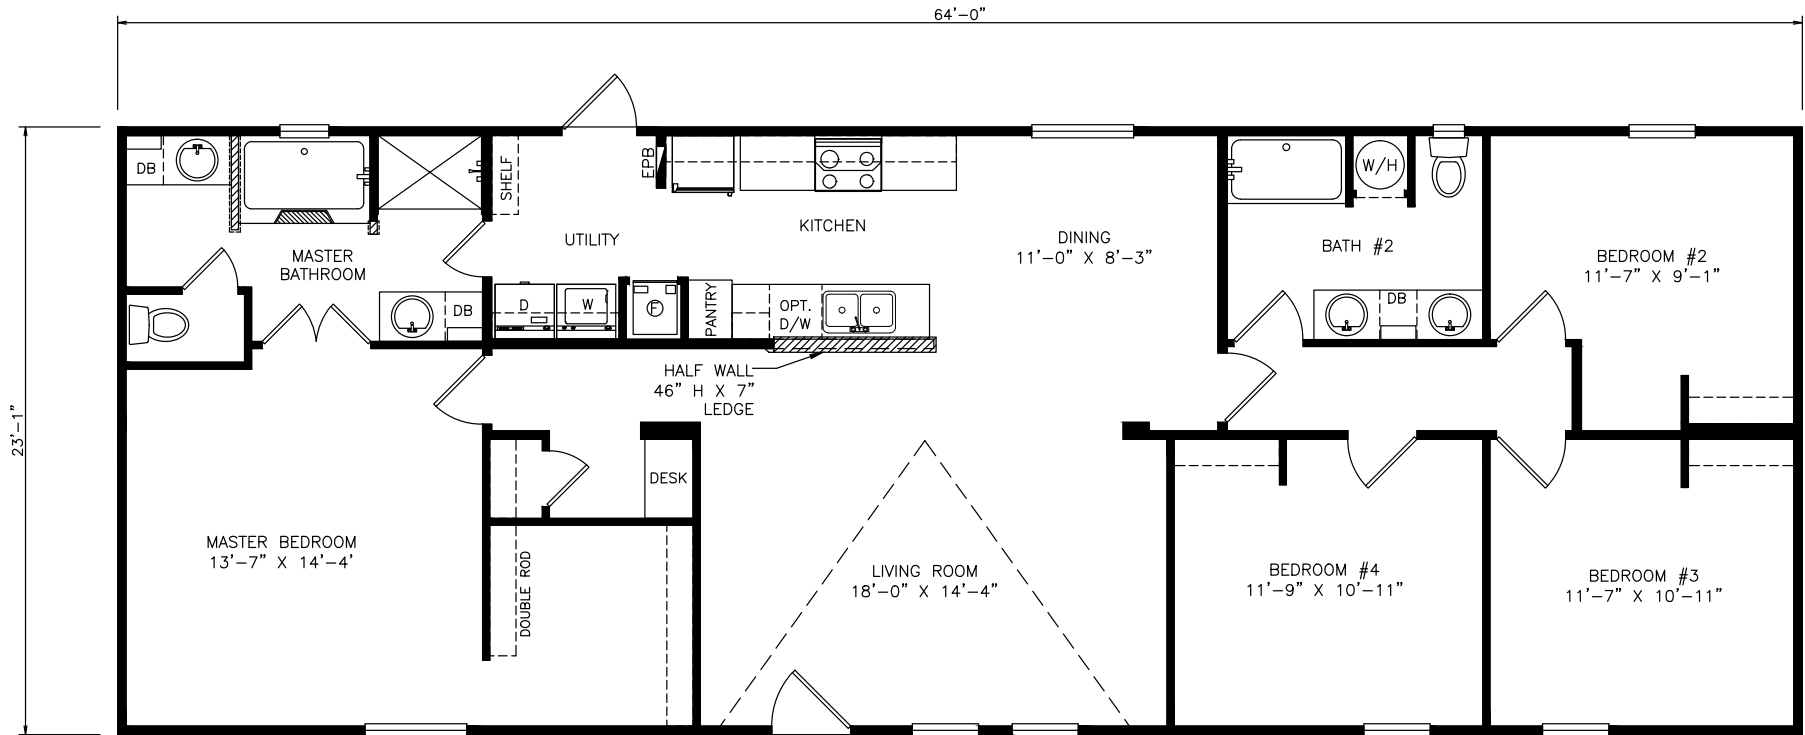 64'-0"
23'-1"
DB
MASTER
BATHROOM
DB
SHELF
UTILITY
D
W
F
EPB
KITCHEN
PANTRY
OPT.
D/W
HALF WALL
46" H X 7"
LEDGE
DINING
11'-0" X 8'-3"
BATH #2
W/H
DB
BEDROOM #2
11'-7" X 9'-1"
MASTER BEDROOM
13'-7" X 14'-4'
DESK
DOUBLE ROD
LIVING ROOM
18'-0" X 14'-4"
BEDROOM #4
11'-9" X 10'-11"
BEDROOM #3
11'-7" X 10'-11"